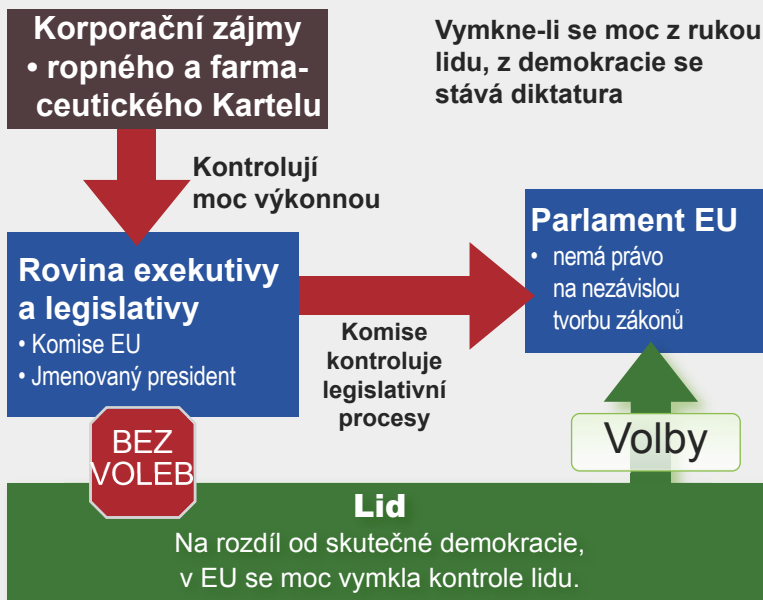 Korporační zájmy
• ropného a farma-
ceutického Kartelu
Vymkne-li se moc z rukou
lidu, z demokracie se
stává diktatura
Kontrolují
moc výkonnou
Rovina exekutivy
a legislativy
• Komise EU
• Jmenovaný president
Komise
kontroluje
legislativní
procesy
Parlament EU
• nemá právo
na nezávislou
tvorbu zákonů
BEZ
VOLEB
Volby
Lid
Na rozdíl od skutečné demokracie,
v EU se moc vymkla kontrole lidu.